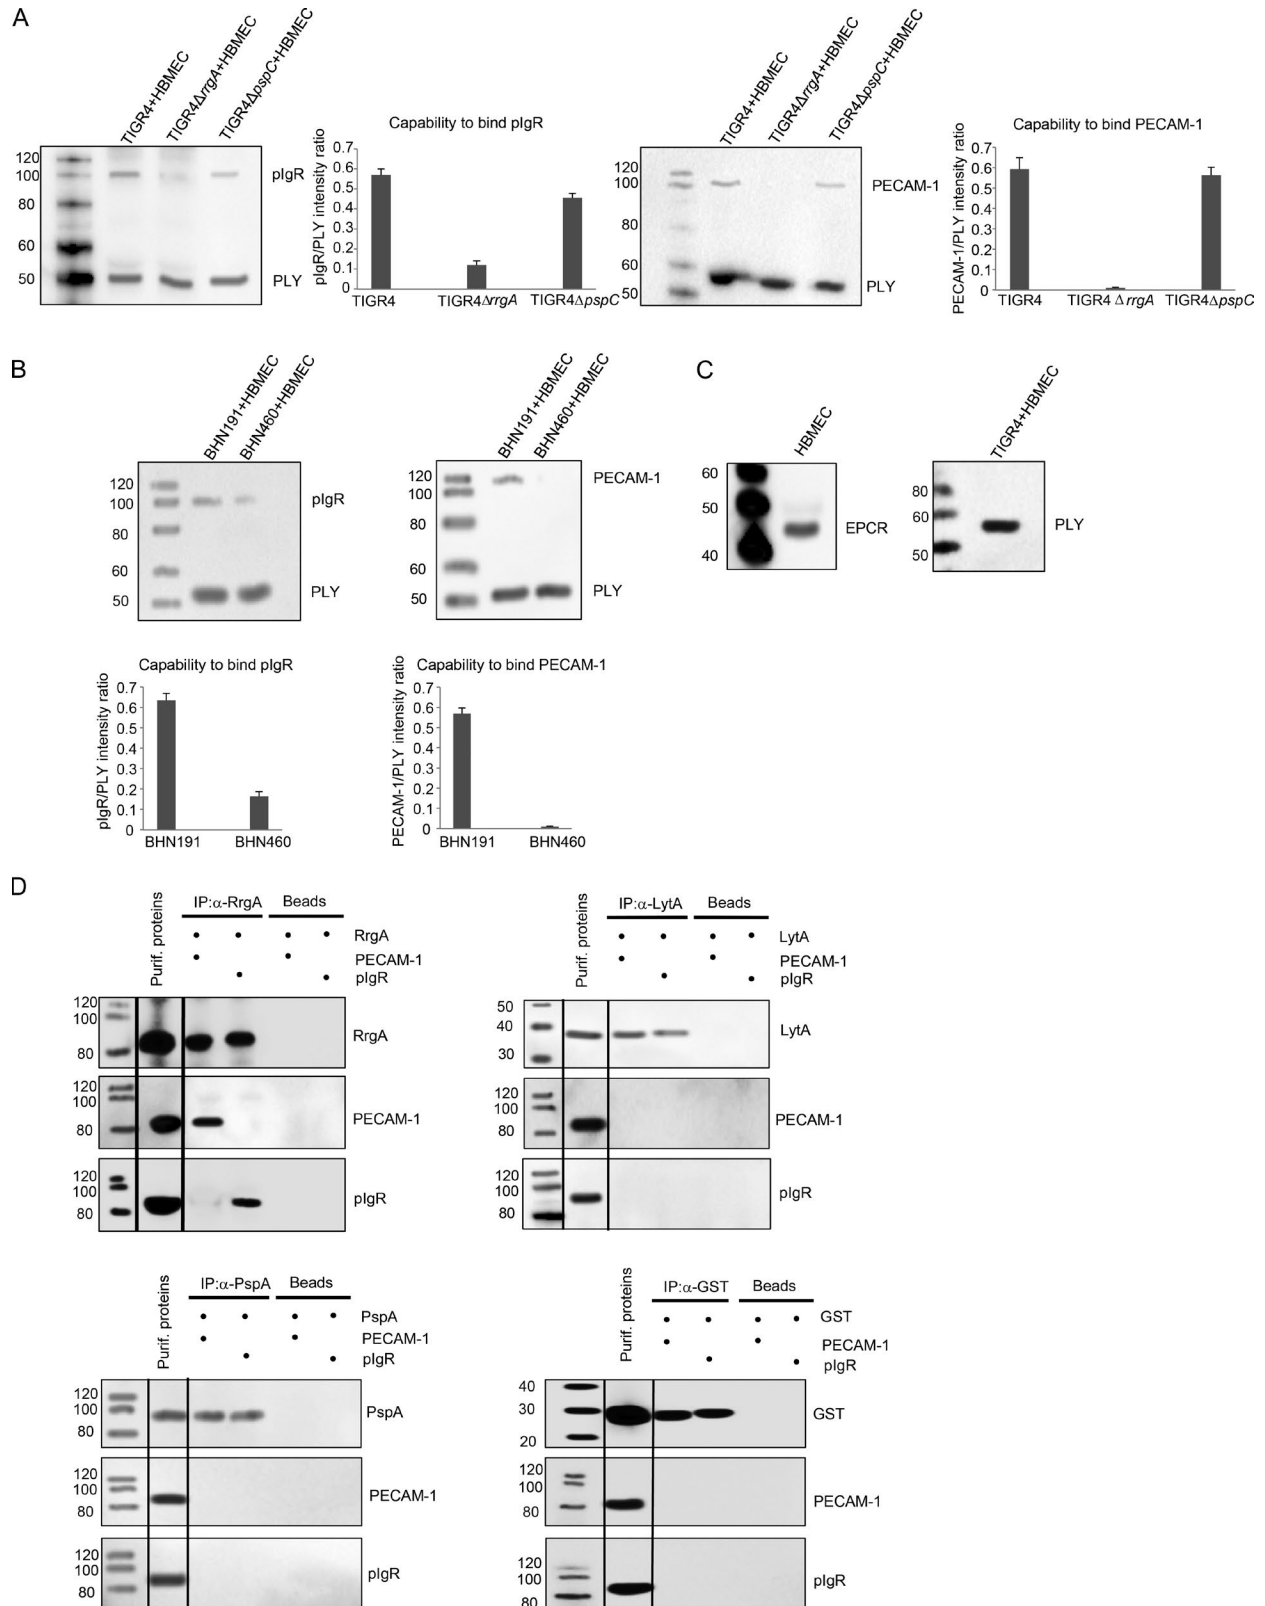 A
TIGR4+HBMEC
TIGR4ΔrrgA+HBMEC
TIGR4ΔpspC+HBMEC
120
100
80
60
50
pIgR
PLY
Capability to bind pIgR
pIgR/PLY intensity ratio
0.7
0.6
0.5
0.4
0.3
0.2
0.1
0
TIGR4
TIGR4ΔrrgA
TIGR4ΔpspC
TIGR4+HBMEC
TIGR4ΔrrgA+HBMEC
TIGR4ΔpspC+HBMEC
120
100
80
60
50
PECAM-1
PLY
Capability to bind PECAM-1
PECAM-1/PLY intensity ratio
0.7
0.6
0.5
0.4
0.3
0.2
0.1
0
TIGR4
TIGR4 ΔrrgA
TIGR4ΔpspC
B
BHN191+HBMEC
BHN460+HBMEC
120
100
80
60
50
pIgR
PLY
BHN191+HBMEC
BHN460+HBMEC
120
100
80
60
50
PECAM-1
PLY
Capability to bind pIgR
pIgR/PLY intensity ratio
0.7
0.6
0.5
0.4
0.3
0.2
0.1
0
BHN191
BHN460
Capability to bind PECAM-1
PECAM-1/PLY intensity ratio
0.7
0.6
0.5
0.4
0.3
0.2
0.1
0
BHN191
BHN460
C
HBMEC
60
50
40
EPCR
TIGR4+HBMEC
80
60
50
PLY
D
Purif. proteins
IP:α-RrgA
Beads
RrgA
PECAM-1
pIgR
120
100
80
RrgA
120
100
80
PECAM-1
120
100
80
pIgR
Purif. proteins
IP:α-LytA
Beads
LytA
PECAM-1
pIgR
50
40
30
LytA
120
100
80
PECAM-1
120
100
80
pIgR
Purif. proteins
IP:α-PspA
Beads
PspA
PECAM-1
pIgR
120
100
80
PspA
120
100
80
PECAM-1
120
100
80
pIgR
Purif. proteins
IP:α-GST
Beads
GST
PECAM-1
pIgR
40
30
20
GST
120
100
80
PECAM-1
120
100
80
pIgR